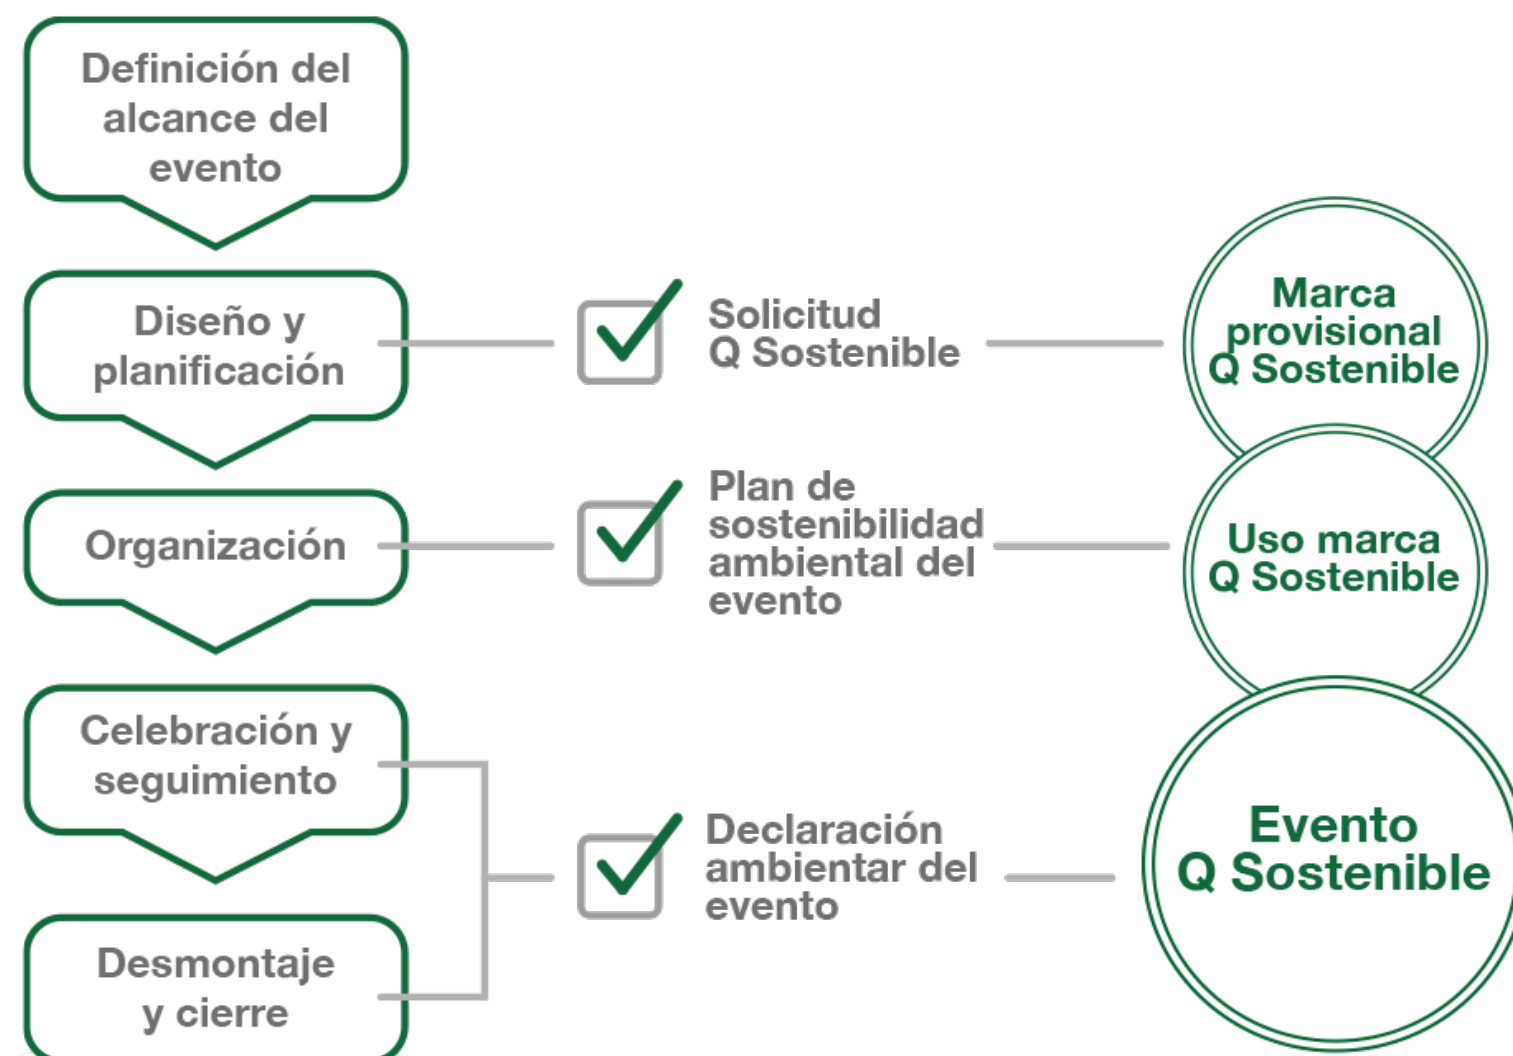 Definición del
alcance del
evento
Diseño y
planificación
Solicitud
Q Sostenible
Marca
provisional
Q Sostenible
Organización
Plan de
sostenibilidad
ambiental del
evento
Uso marca
Q Sostenible
Celebración y
seguimiento
Declaración
ambientar del
evento
Evento
Q Sostenible
Desmontaje
y cierre